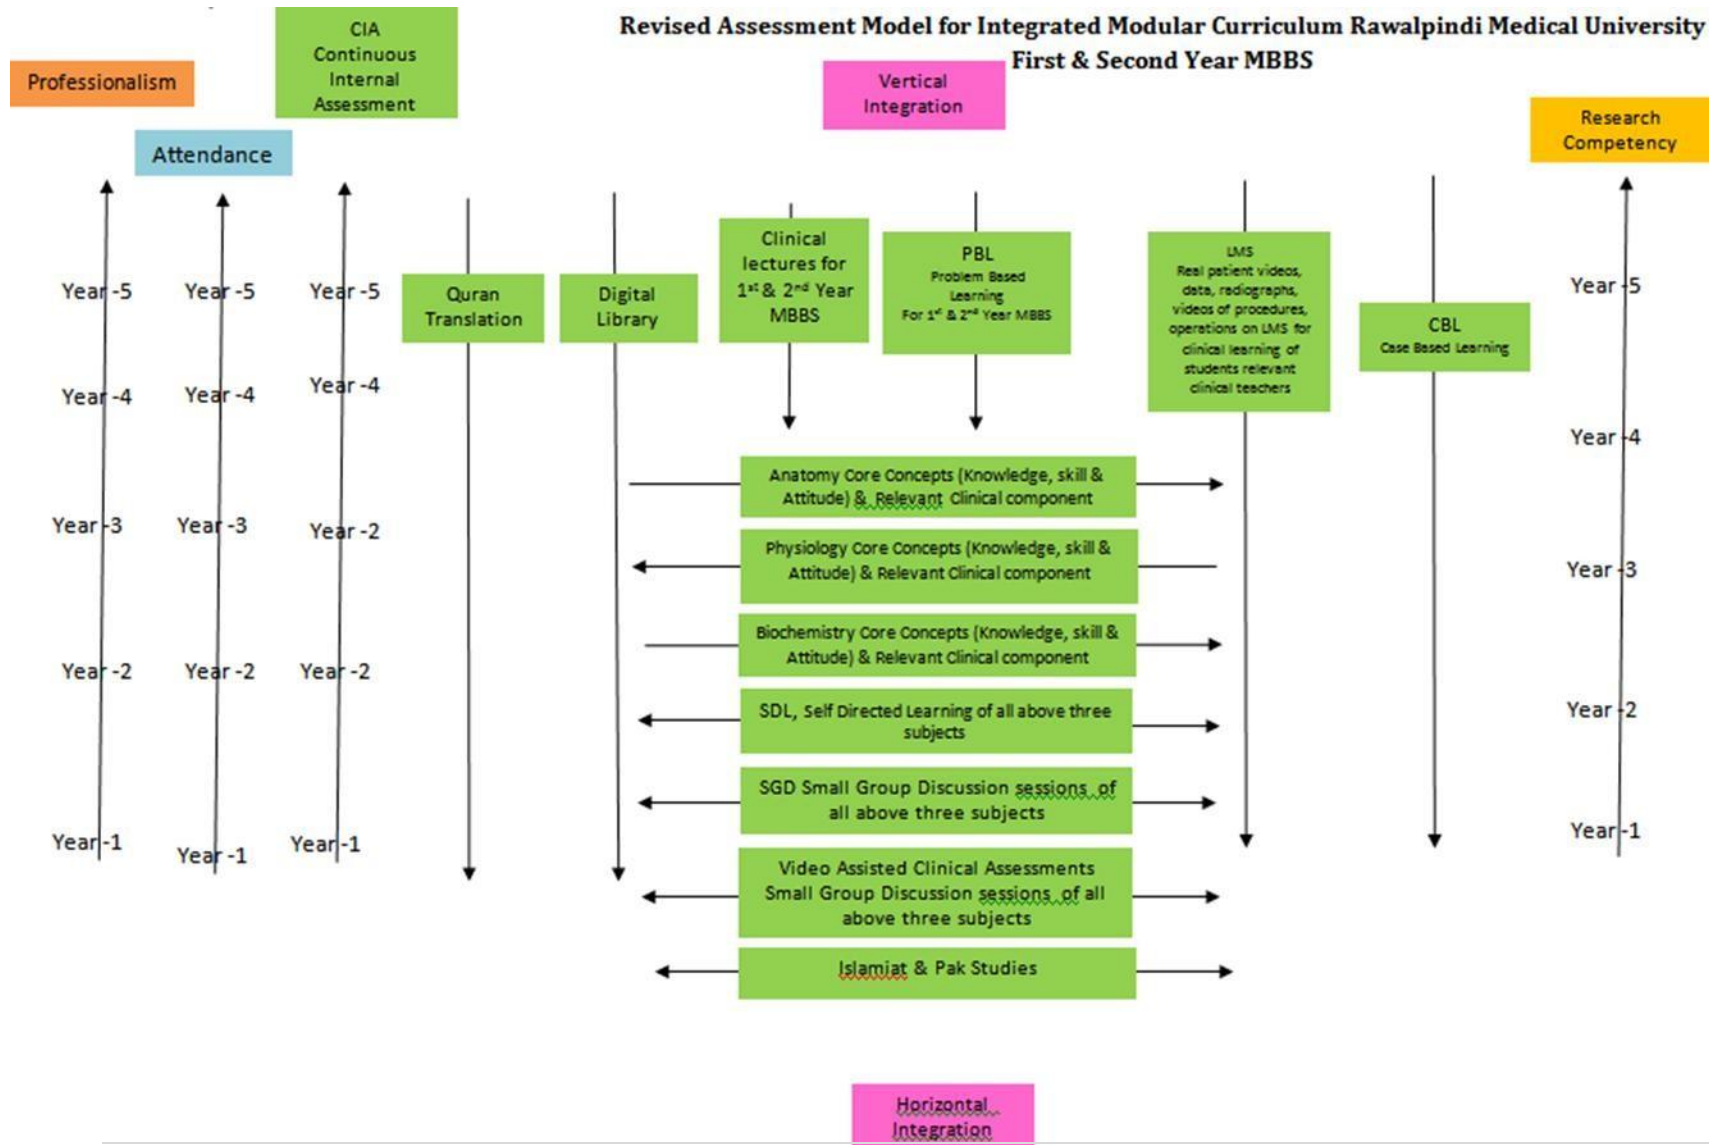 Revised Assessment Model for Integrated Modular Curriculum Rawalpindi Medical University
First & Second Year MBBS
Professionalism
Attendance
CIA
Continuous
Internal
Assessment
Vertical
Integration
Research
Competency
Year -5
Year -4
Year -3
Year -2
Year -1
Year -5
Year -4
Year -3
Year -2
Year -1
Year -5
Year -4
Year -2
Year -2
Year -1
Quran
Translation
Digital
Library
Clinical
lectures for
1st & 2nd Year
MBBS
PBL
Problem Based
Learning
For 1st & 2nd Year MBBS
LMS
Real patient videos,
data, radiographs,
videos of procedures,
operations on LMS for
clinical learning of
students relevant
clinical teachers
CBL
Case Based Learning
Year -5
Year -4
Year -3
Year -2
Year -1
Anatomy Core Concepts (Knowledge, skill &
Attitude) & Relevant Clinical component
Physiology Core Concepts (Knowledge, skill &
Attitude) & Relevant Clinical component
Biochemistry Core Concepts (Knowledge, skill &
Attitude) & Relevant Clinical component
SDL, Self Directed Learning of all above three
subjects
SGD Small Group Discussion sessions of
all above three subjects
Video Assisted Clinical Assessments
Small Group Discussion sessions of all
above three subjects
Islamiat & Pak Studies
Horizontal
Integration